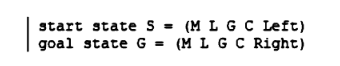 start state S = (M L G C Left)
goal state G = (M L G C Right)